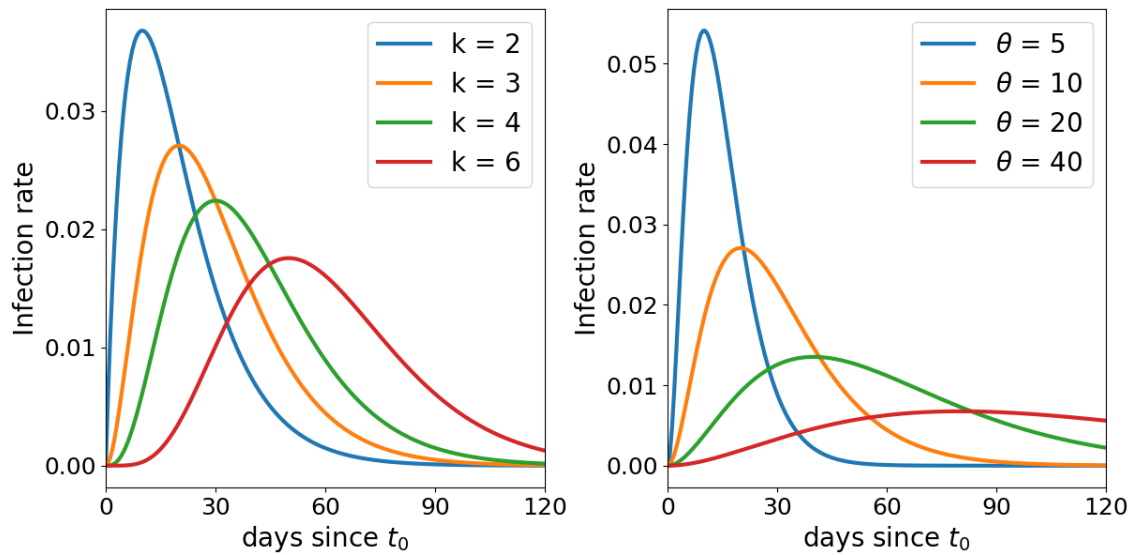 Infection rate
0.03
0.02
0.01
0.00
0 30 60 90 120
days since t₀
k = 2
k = 3
k = 4
k = 6
Infection rate
0.05
0.04
0.03
0.02
0.01
0.00
0 30 60 90 120
days since t₀
θ = 5
θ = 10
θ = 20
θ = 40